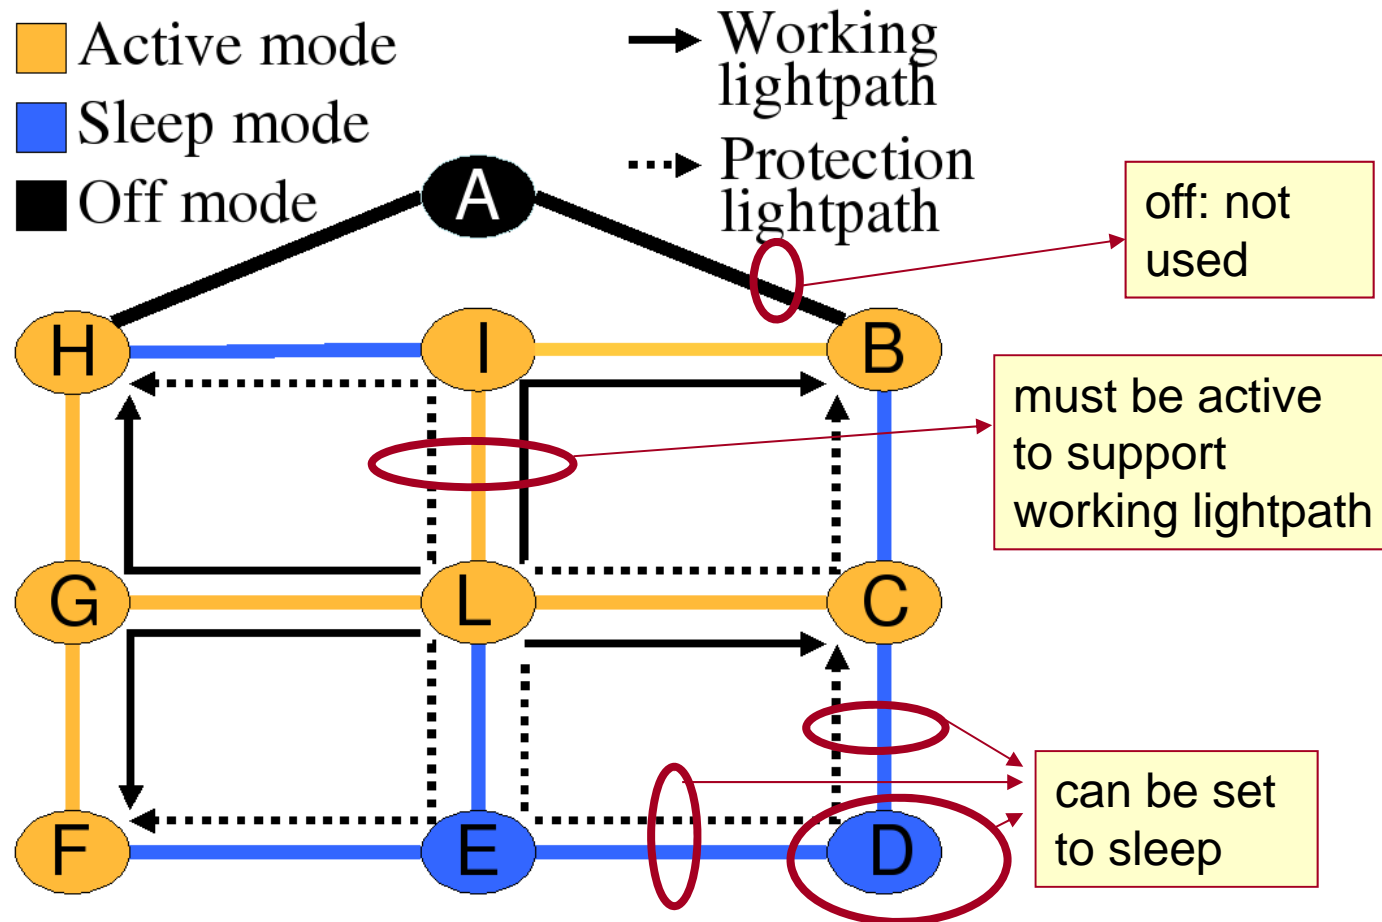 Active mode
Sleep mode
Off mode
Working
lightpath
Protection
lightpath
off: not
used
A
H
I
B
must be active
to support
working lightpath
G
L
C
can be set
to sleep
F
E
D